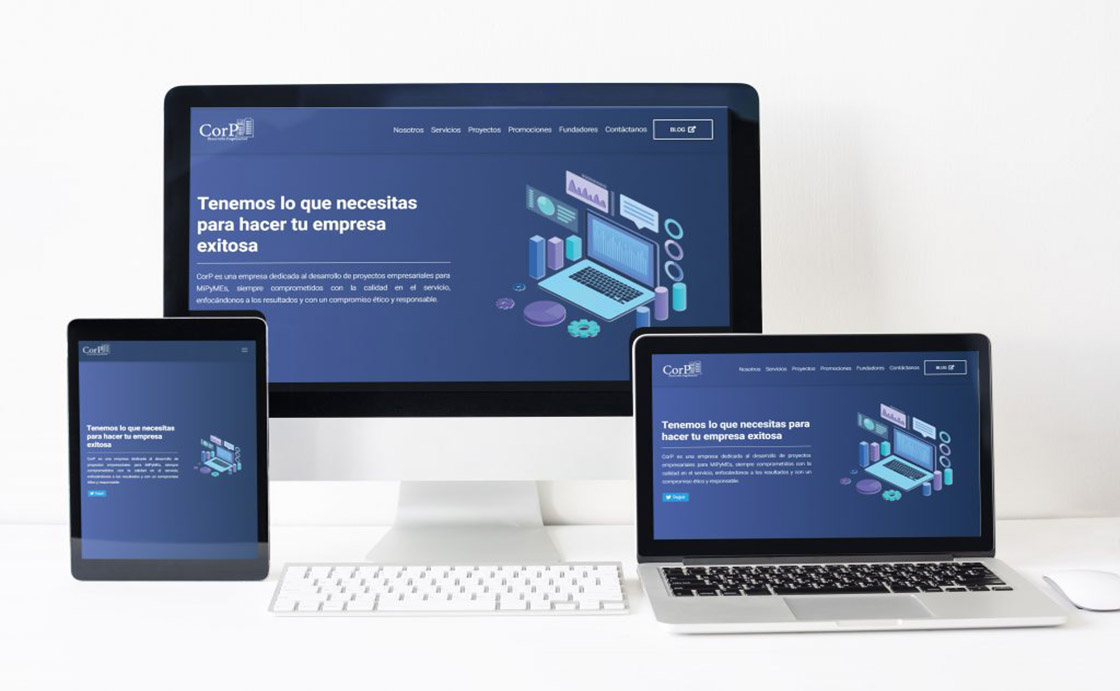 CorP
Nosotros Servicios Proyectos Promociones Fundadores Contáctanos BLOG
Tenemos lo que necesitas
para hacer tu empresa
exitosa
CorP es una empresa dedicada al desarrollo de proyectos empresariales para
MiPyMEs, siempre comprometidos con la calidad en el servicio,
enfocándonos a los resultados y con un compromiso ético y responsable.
CorP
Tenemos lo que necesitas
para hacer tu empresa
exitosa
CorP es una empresa dedicada al desarrollo de
proyectos empresariales para MiPyMEs, siempre
comprometidos con la calidad en el servicio,
enfocándonos a los resultados y con un compromiso
ético y responsable.
Seguir
CorP
Nosotros Servicios Proyectos Promociones Fundadores Contáctanos BLOG
Tenemos lo que necesitas para
hacer tu empresa exitosa
CorP es una empresa dedicada al desarrollo de proyectos
empresariales para MiPyMEs, siempre comprometidos con la
calidad en el servicio, enfocándonos a los resultados y con un
compromiso ético y responsable.
Seguir